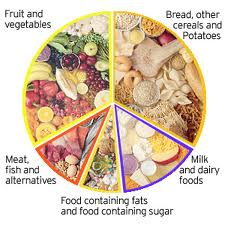 Fruit and
vegetables
Bread, other
cereals and
Potatoes
Meat,
fish and
alternatives
Milk
and dairy
foods
Food containing fats
and food containing sugar